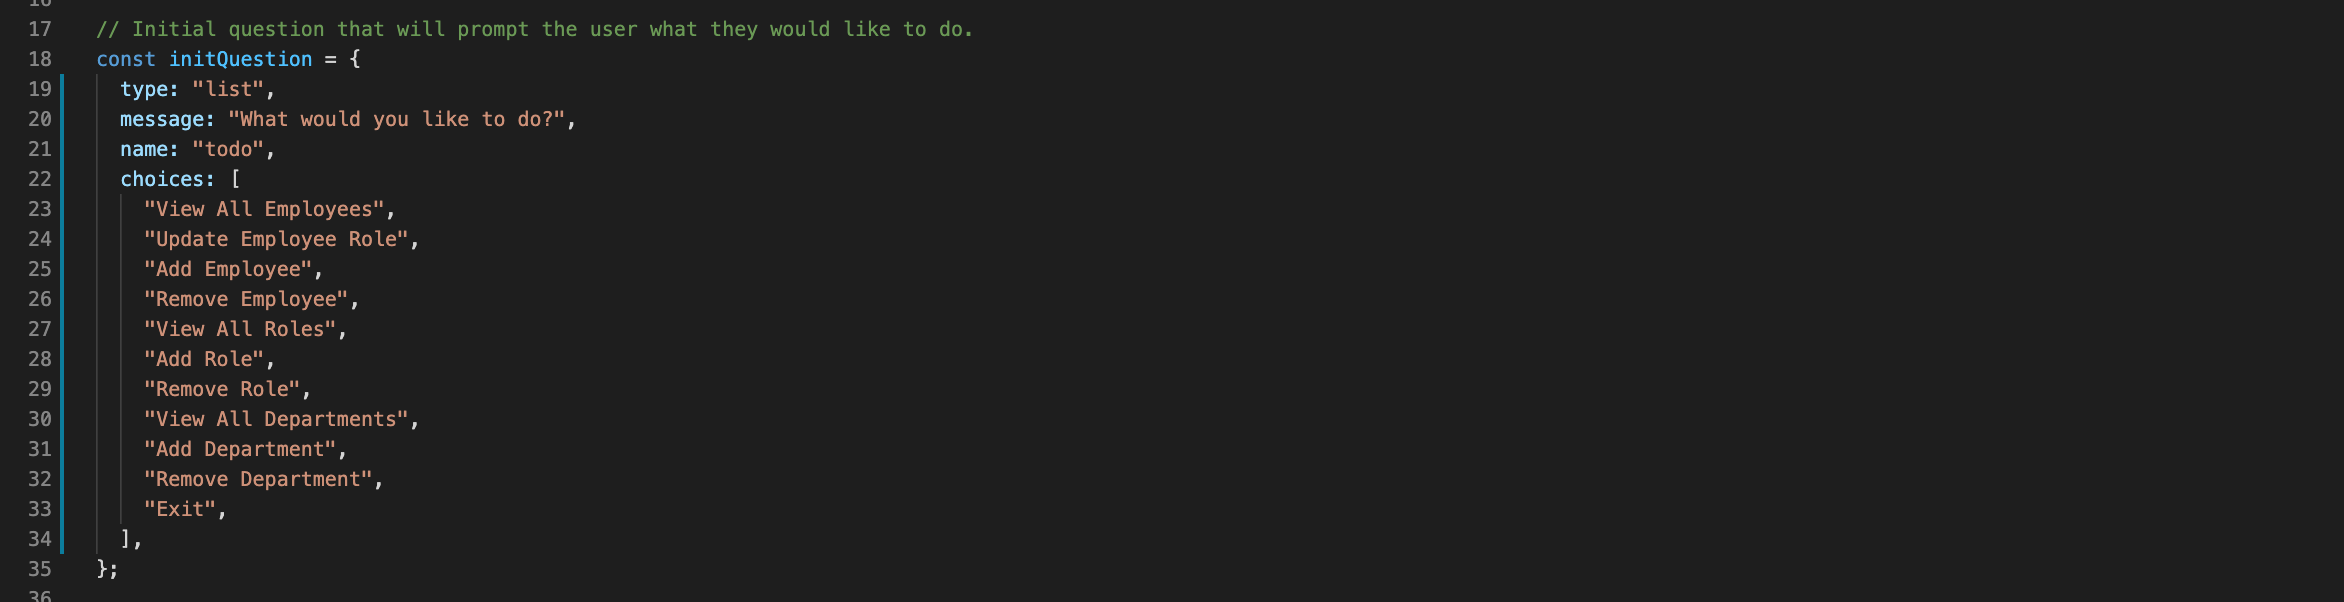 16
17 // Initial question that will prompt the user what they would like to do.
18 const initQuestion = {
19 type: "list",
20 message: "What would you like to do?",
21 name: "todo",
22 choices: [
23 "View All Employees",
24 "Update Employee Role",
25 "Add Employee",
26 "Remove Employee",
27 "View All Roles",
28 "Add Role",
29 "Remove Role",
30 "View All Departments",
31 "Add Department",
32 "Remove Department",
33 "Exit",
34 ],
35 };
36